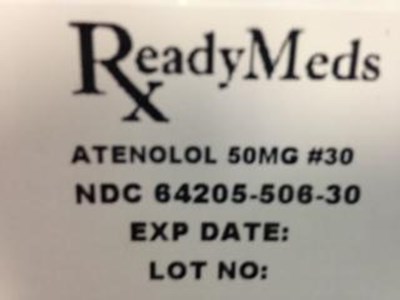 ReadyMeds
ATENOLOL 50MG #30
NDC 64205-506-30
EXP DATE:
LOT NO: